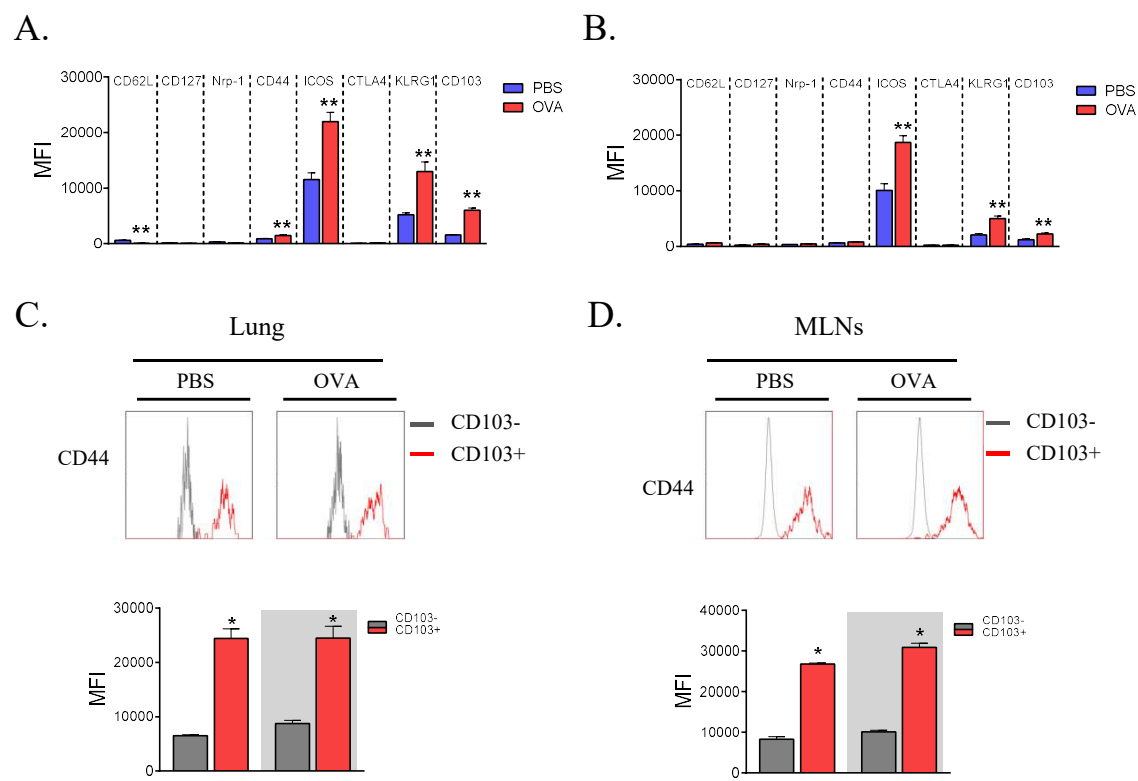 A.
CD62L CD127 Nrp-1 CD44 ICOS CTLA4 KLRG1 CD103
30000
20000
10000
0
MFI
** ** ** ** **
PBS
OVA
B.
CD62L CD127 Nrp-1 CD44 ICOS CTLA4 KLRG1 CD103
30000
20000
10000
0
MFI
** ** **
PBS
OVA
C.
Lung
PBS OVA
CD44
CD103-
CD103+
30000
20000
10000
0
MFI
* *
CD103-
CD103+
D.
MLNs
PBS OVA
CD44
CD103-
CD103+
40000
30000
20000
10000
0
MFI
* *
CD103-
CD103+